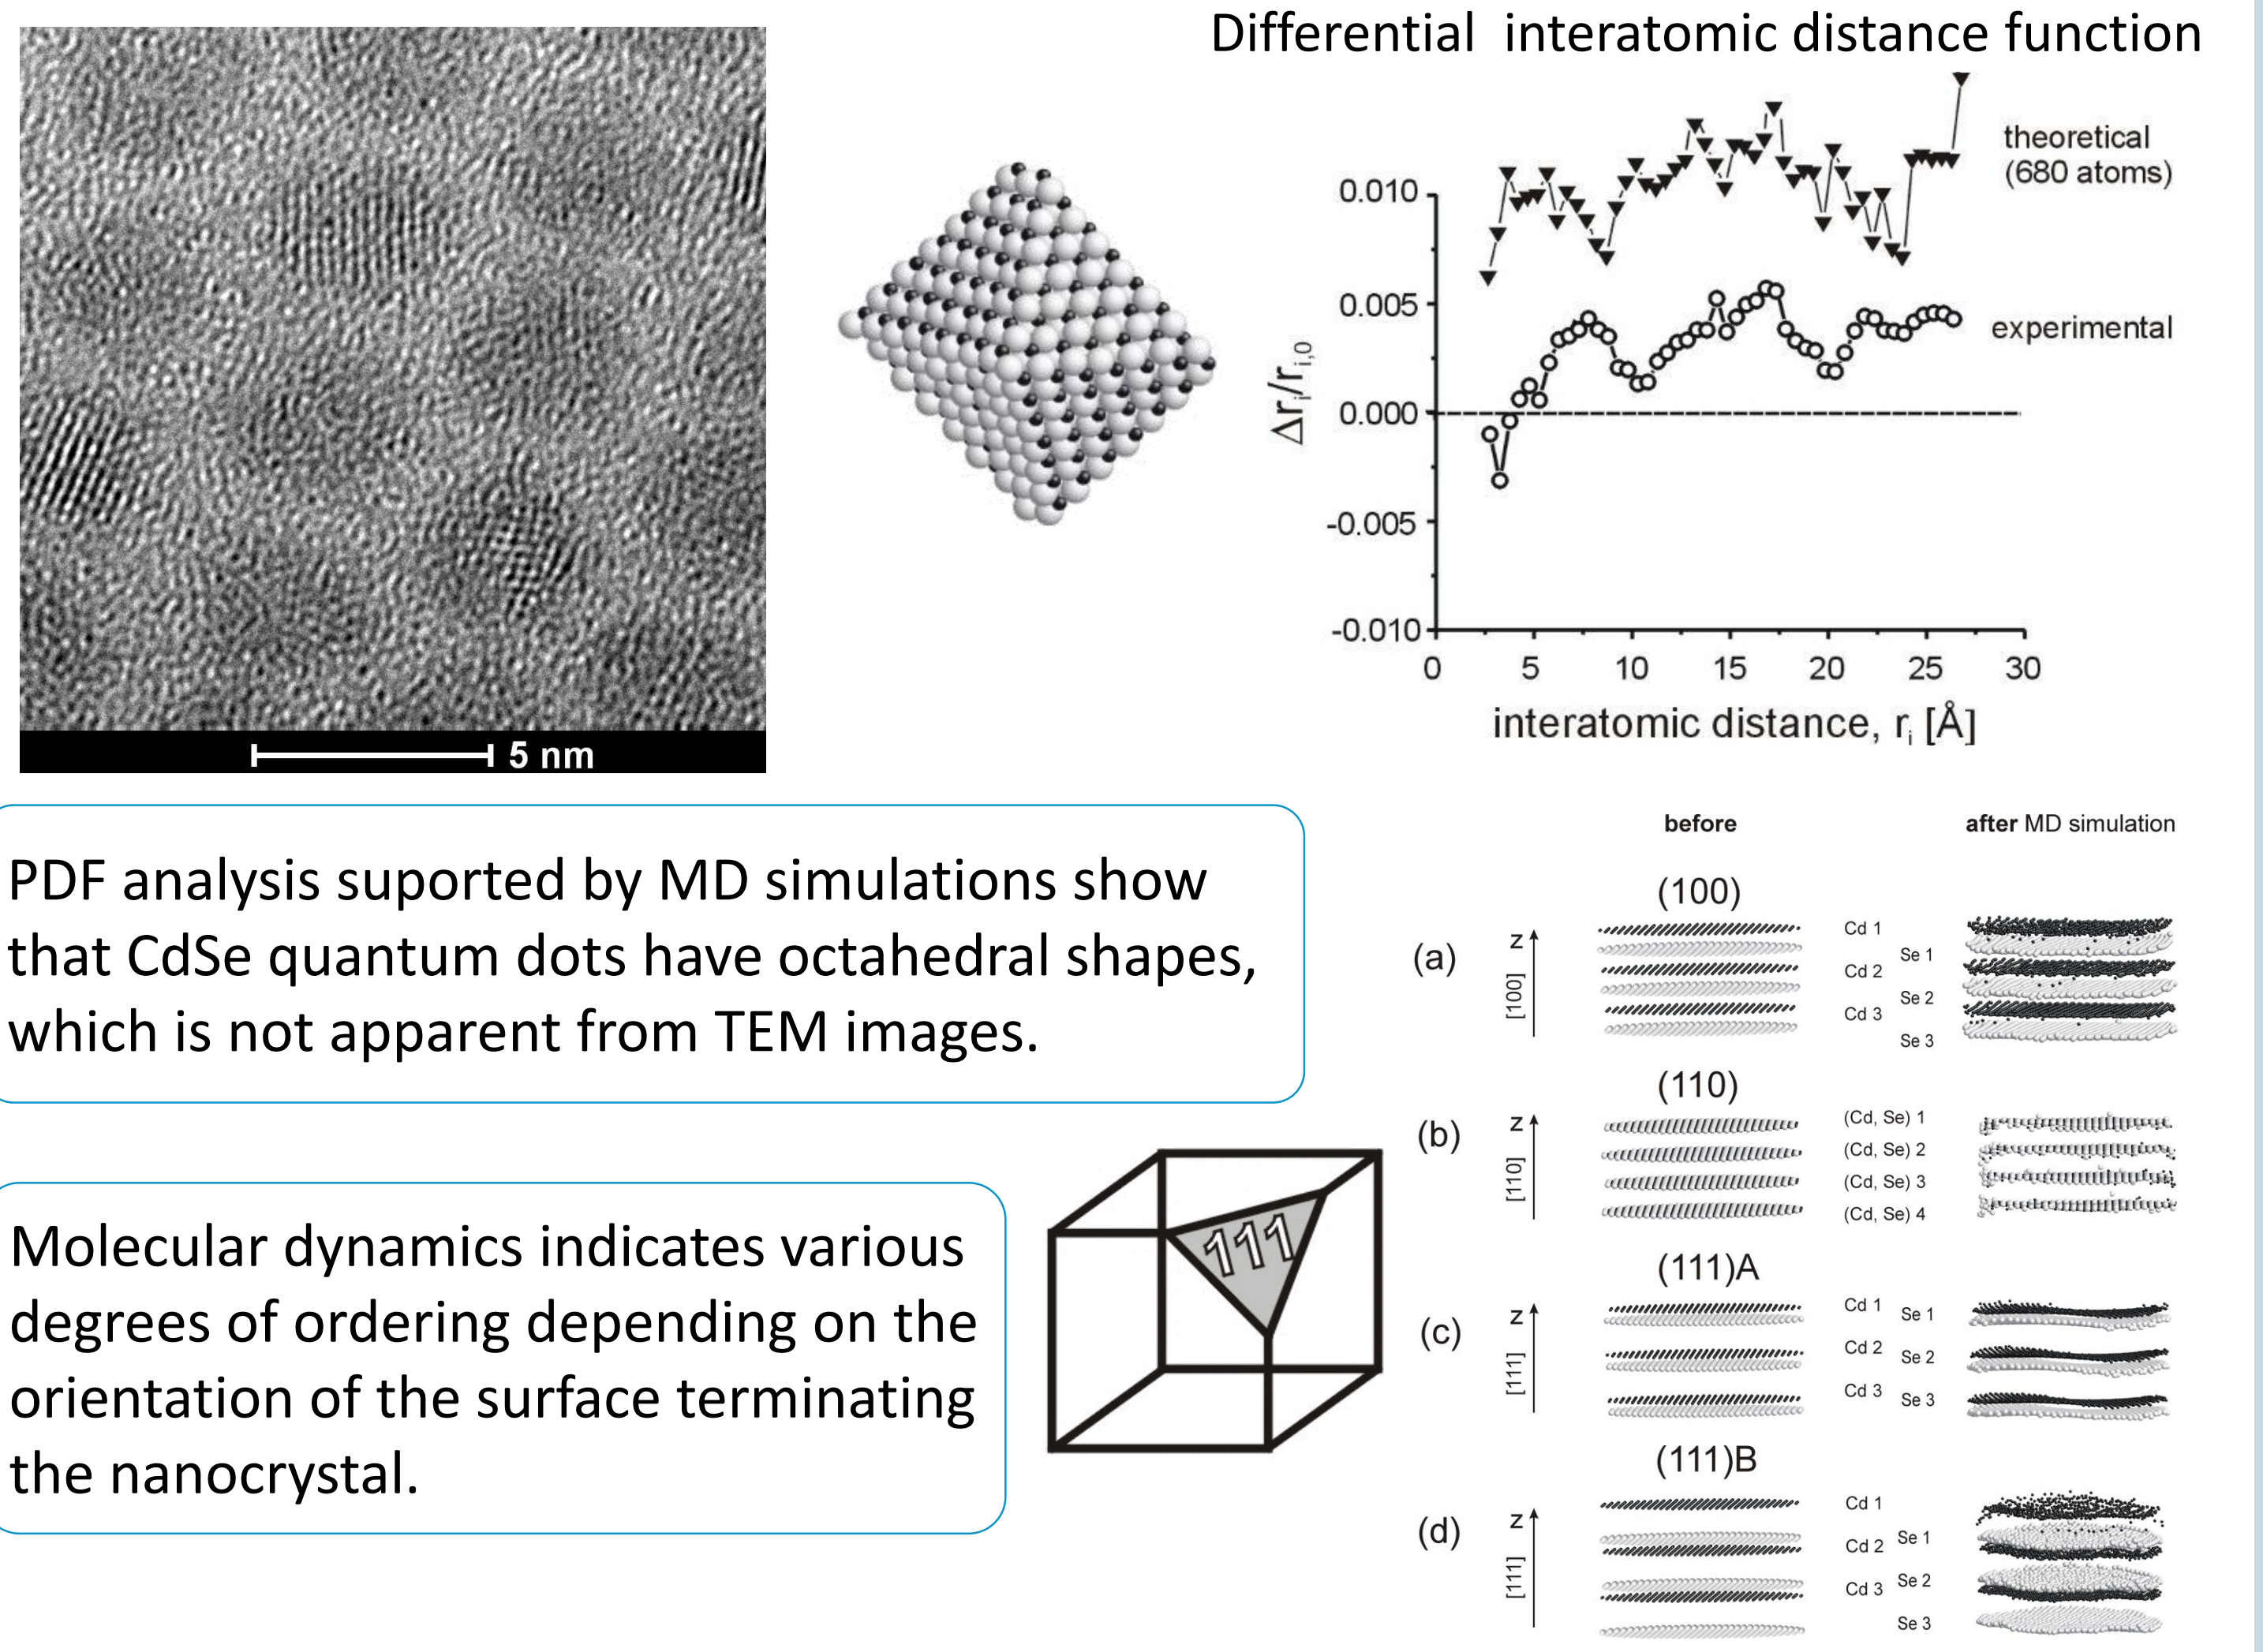 Differential interatomic distance function
theoretical
(680 atoms)
0.010
0.005
experimental
0.000
-0.005
-0.010
Δri/ri,0
0 5 10 15 20 25 30
interatomic distance, ri [Å]
5 nm
PDF analysis suported by MD simulations show
that CdSe quantum dots have octahedral shapes,
which is not apparent from TEM images.
Molecular dynamics indicates various
degrees of ordering depending on the
orientation of the surface terminating
the nanocrystal.
111
before after MD simulation
(100)
(a)
z
[100]
Cd 1
Se 1
Cd 2
Se 2
Cd 3
Se 3
(110)
(b)
z
[110]
(Cd, Se) 1
(Cd, Se) 2
(Cd, Se) 3
(Cd, Se) 4
(111)A
(c)
z
[111]
Cd 1 Se 1
Cd 2 Se 2
Cd 3 Se 3
(111)B
(d)
z
[111]
Cd 1
Se 1
Cd 2
Se 2
Cd 3
Se 3